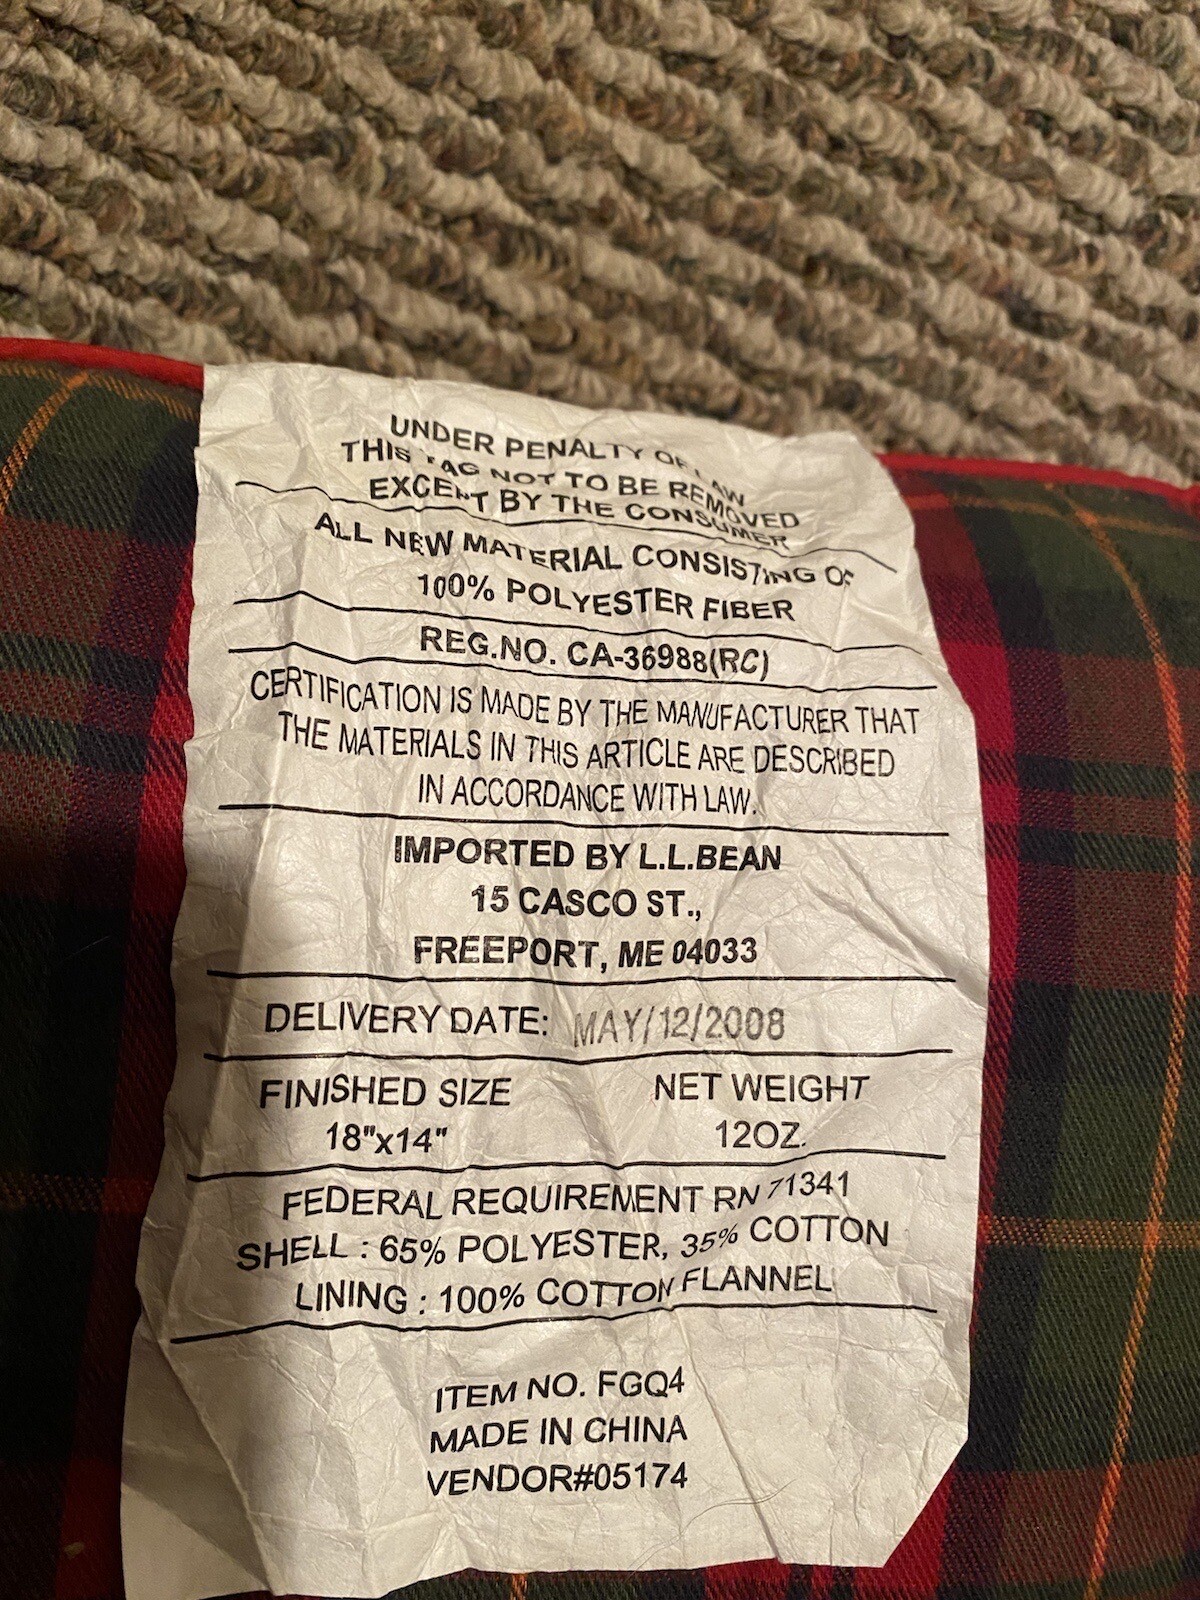 UNDER PENALTY OF LAW
THIS TAG NOT TO BE REMOVED
EXCEPT BY THE CONSUMER
ALL NEW MATERIAL CONSISTING OF
100% POLYESTER FIBER
REG.NO. CA-36988(RC)
CERTIFICATION IS MADE BY THE MANUFACTURER THAT
THE MATERIALS IN THIS ARTICLE ARE DESCRIBED
IN ACCORDANCE WITH LAW.
IMPORTED BY L.L.BEAN
15 CASCO ST.,
FREEPORT, ME 04033
DELIVERY DATE: MAY/12/2008
FINISHED SIZE NET WEIGHT
18"x14" 12OZ.
FEDERAL REQUIREMENT RN 71341
SHELL : 65% POLYESTER, 35% COTTON
LINING : 100% COTTON FLANNEL
ITEM NO. FGQ4
MADE IN CHINA
VENDOR#05174